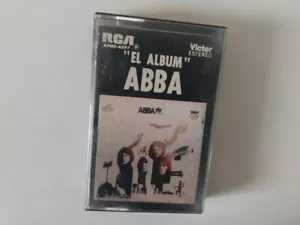 RCA
Victor
ESTEREO
"EL ALBUM"
ABBA
ABBA